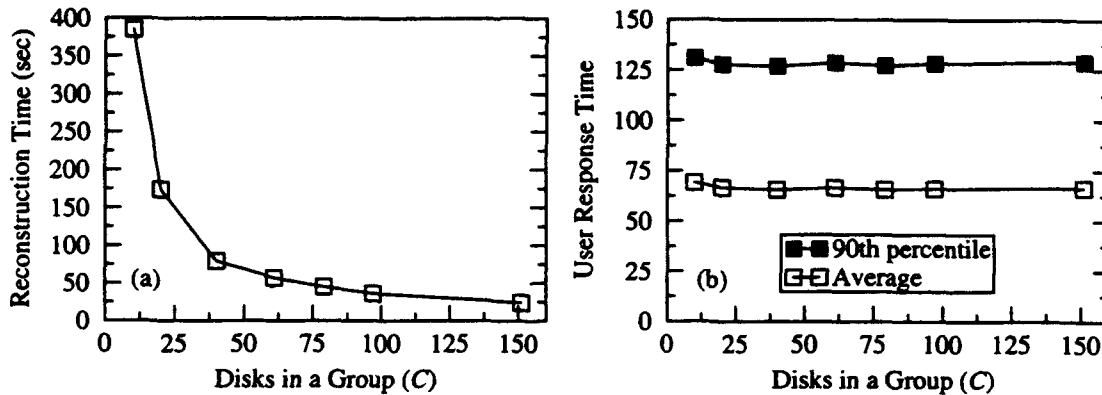 Reconstruction Time (sec)
400
350
300
250
200
150
100
50
0
(a)
0 25 50 75 100 125 150
Disks in a Group (C)
User Response Time
150
125
100
75
50
25
0
90th percentile
Average
(b)
0 25 50 75 100 125 150
Disks in a Group (C)